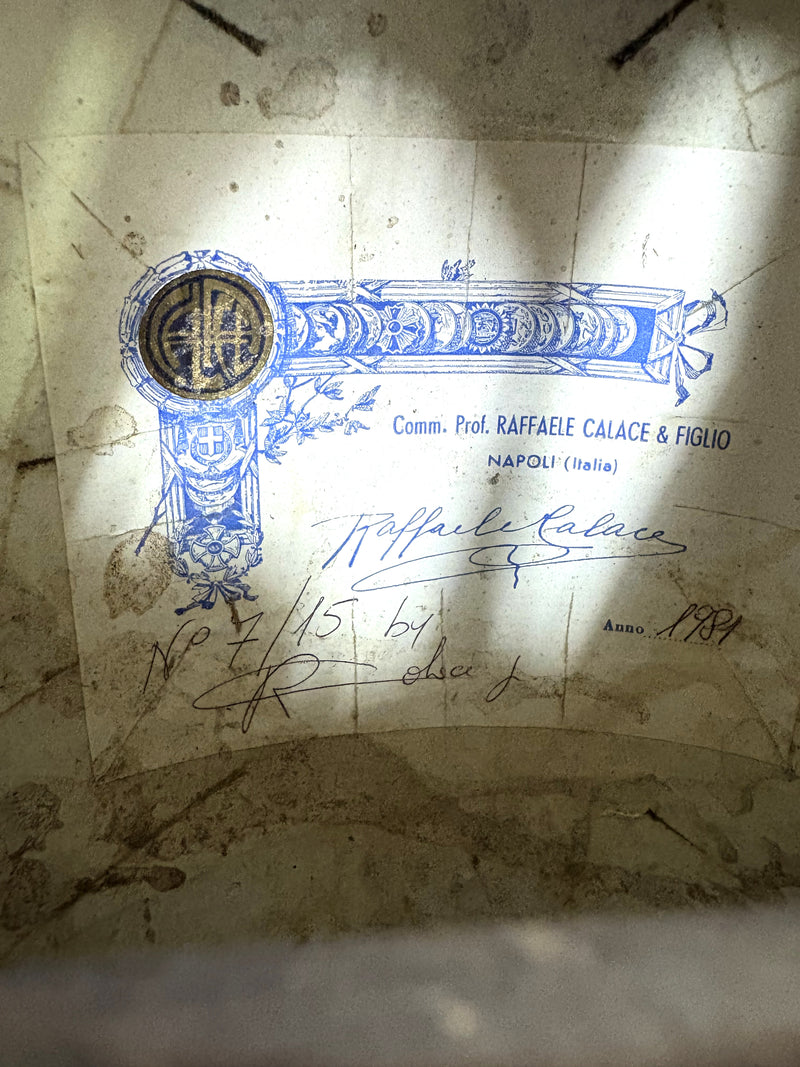 Comm. Prof. RAFFAELE CALACE & FIGLIO
NAPOLI (Italia)
Raffaele Calace
Nº 7/15 by
Anno 1981